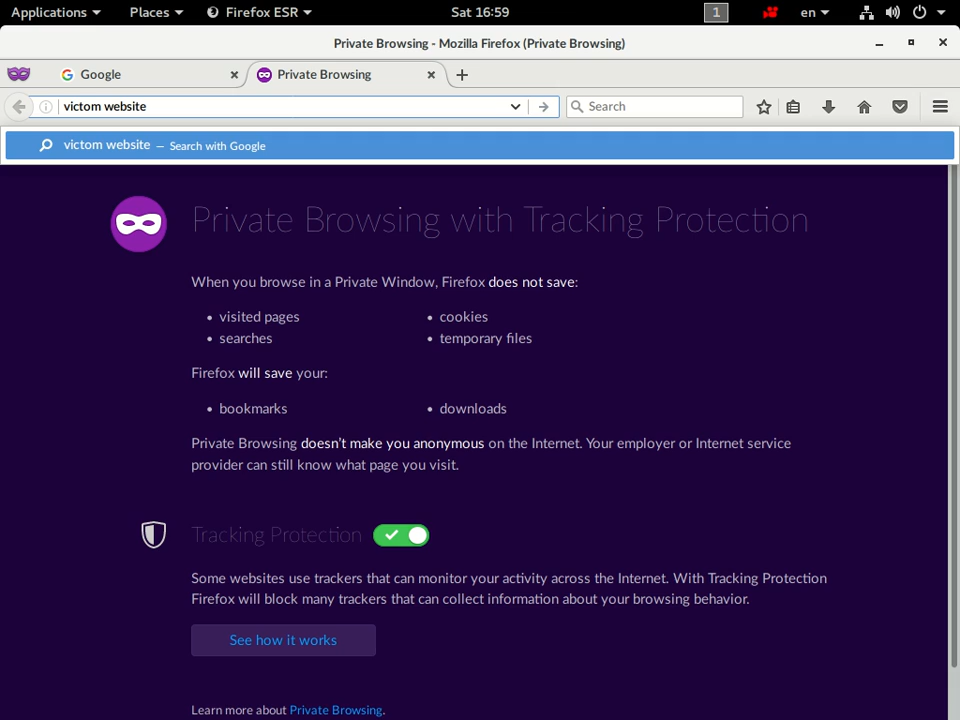 Applications Places Firefox ESR Sat 16:59 1 en
Private Browsing - Mozilla Firefox (Private Browsing)
Google Private Browsing
victom website Search
victom website — Search with Google
Private Browsing with Tracking Protection
When you browse in a Private Window, Firefox does not save:
• visited pages • cookies
• searches • temporary files
Firefox will save your:
• bookmarks • downloads
Private Browsing doesn't make you anonymous on the Internet. Your employer or Internet service
provider can still know what page you visit.
Tracking Protection
Some websites use trackers that can monitor your activity across the Internet. With Tracking Protection
Firefox will block many trackers that can collect information about your browsing behavior.
See how it works
Learn more about Private Browsing.